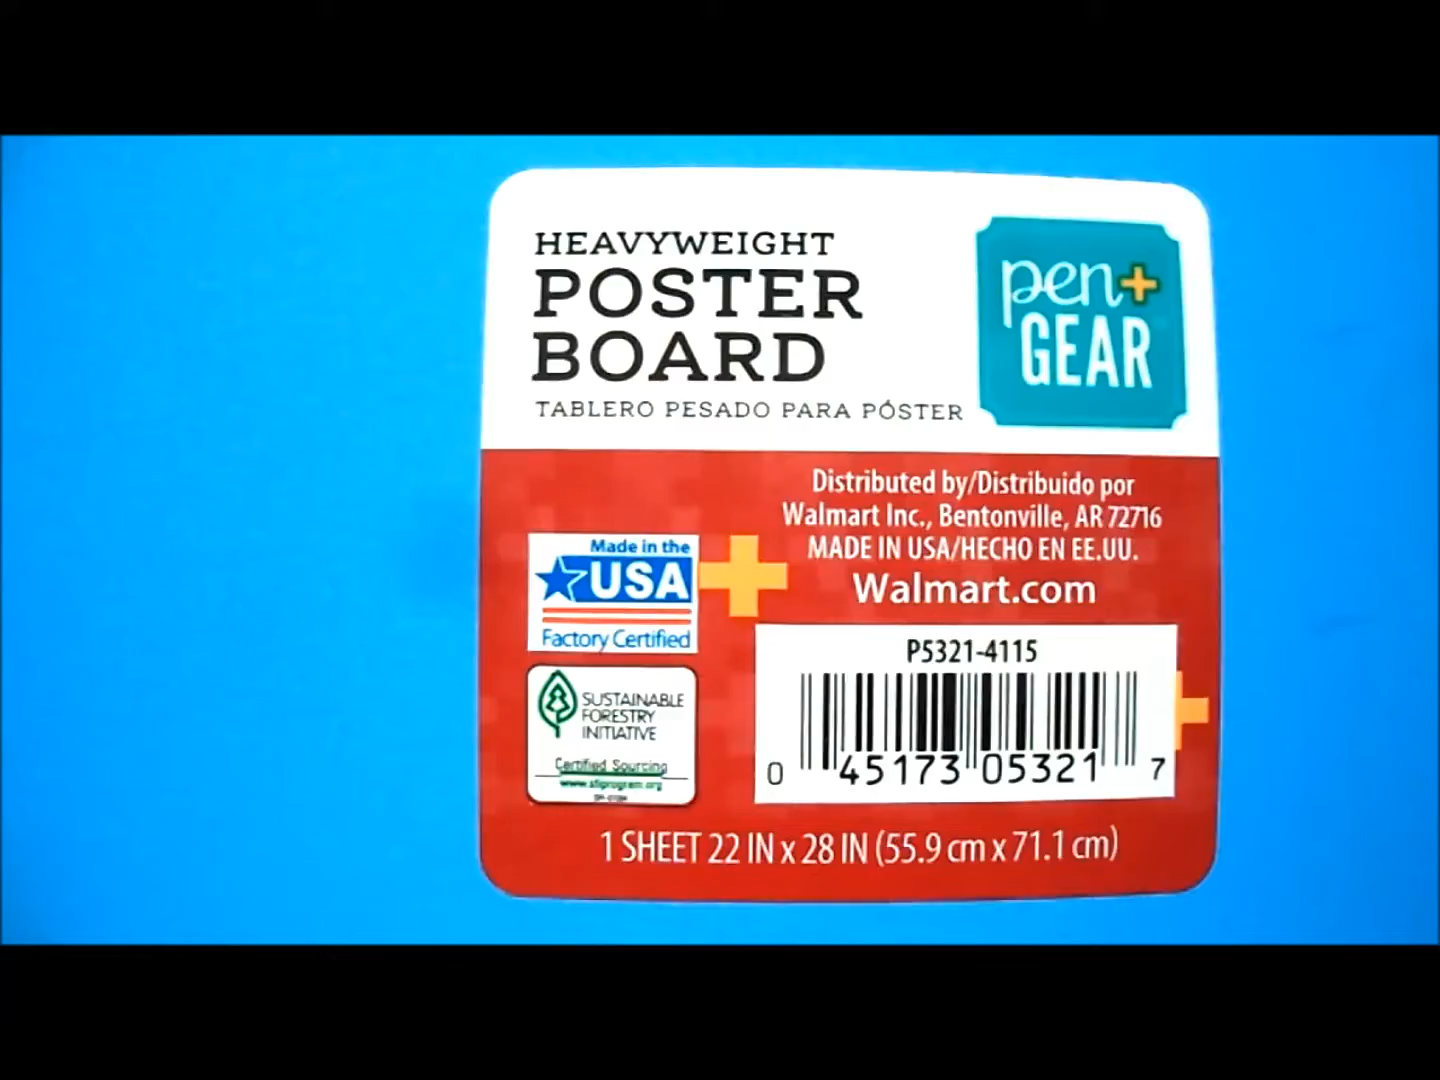 HEAVYWEIGHT
POSTER
BOARD
TABLERO PESADO PARA PÓSTER
pen+
GEAR
Distributed by/Distribuido por
Walmart Inc., Bentonville, AR 72716
MADE IN USA/HECHO EN EE.UU.
Walmart.com
Made in the
USA
Factory Certified
SUSTAINABLE
FORESTRY
INITIATIVE
Certified Sourcing
www.sfiprogram.org
P5321-4115
0 45173 05321 7
1 SHEET 22 IN x 28 IN (55.9 cm x 71.1 cm)